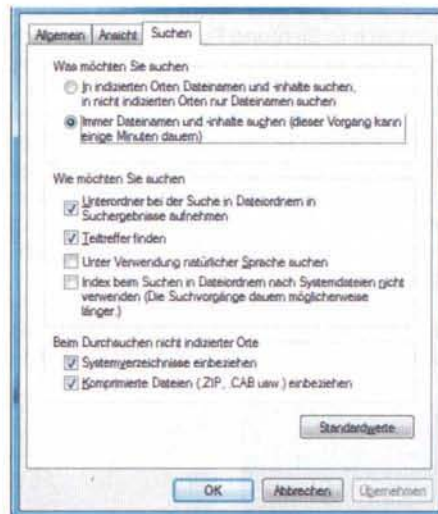 Allgemein Ansicht Suchen
Was möchten Sie suchen
In indizierten Orten Dateinamen und -inhalte suchen,
in nicht indizierten Orten nur Dateinamen suchen
Immer Dateinamen und -inhalte suchen (dieser Vorgang kann
einige Minuten dauern)
Wie möchten Sie suchen
Unterordner bei der Suche in Dateiordnern in
Suchergebnisse aufnehmen
Teiltreffer finden
Unter Verwendung natürlicher Sprache suchen
Index beim Suchen in Dateiordnern nach Systemdateien nicht
verwenden (Die Suchvorgänge dauern möglicherweise
länger.)
Beim Durchsuchen nicht indizierter Orte
Systemverzeichnisse einbeziehen
Komprimierte Dateien (.ZIP, .CAB usw.) einbeziehen
Standardwerte
OK Abbrechen Übernehmen